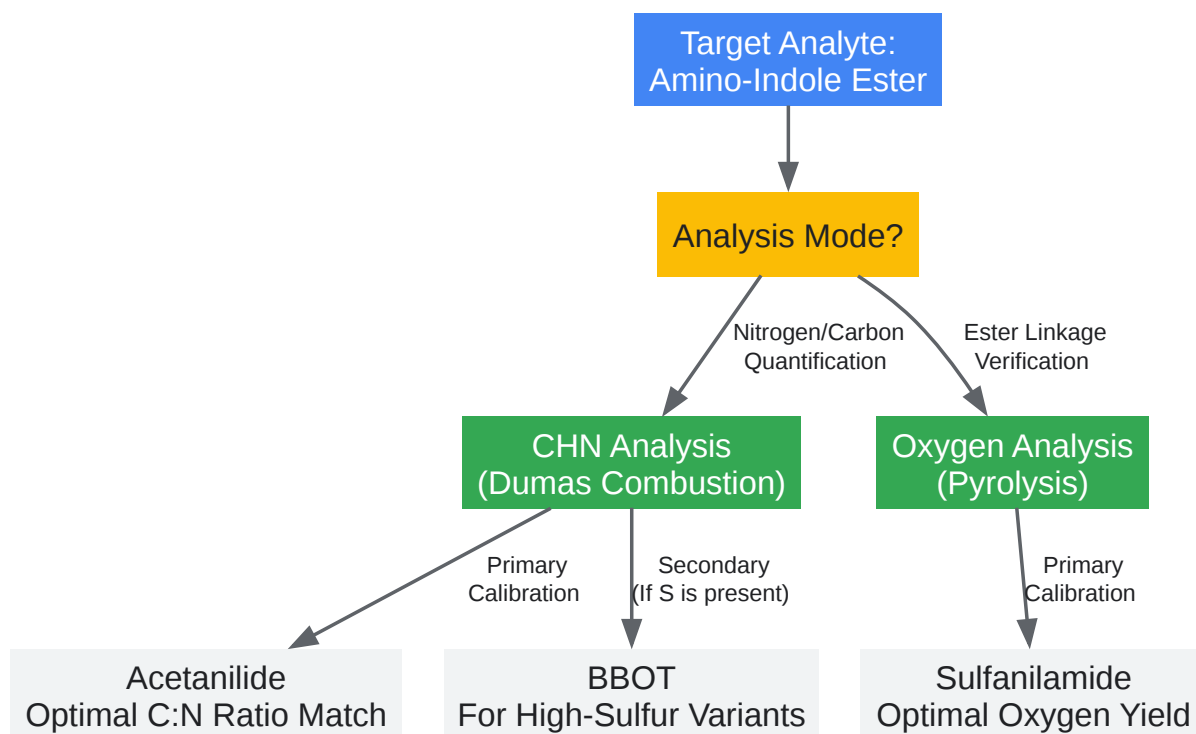 Target Analyte:
Amino-Indole Ester
Analysis Mode?
Nitrogen/Carbon
Quantification
Ester Linkage
Verification
CHN Analysis
(Dumas Combustion)
Oxygen Analysis
(Pyrolysis)
Primary
Calibration
Secondary
(If S is present)
Primary
Calibration
Acetanilide
Optimal C:N Ratio Match
BBOT
For High-Sulfur Variants
Sulfanilamide
Optimal Oxygen Yield